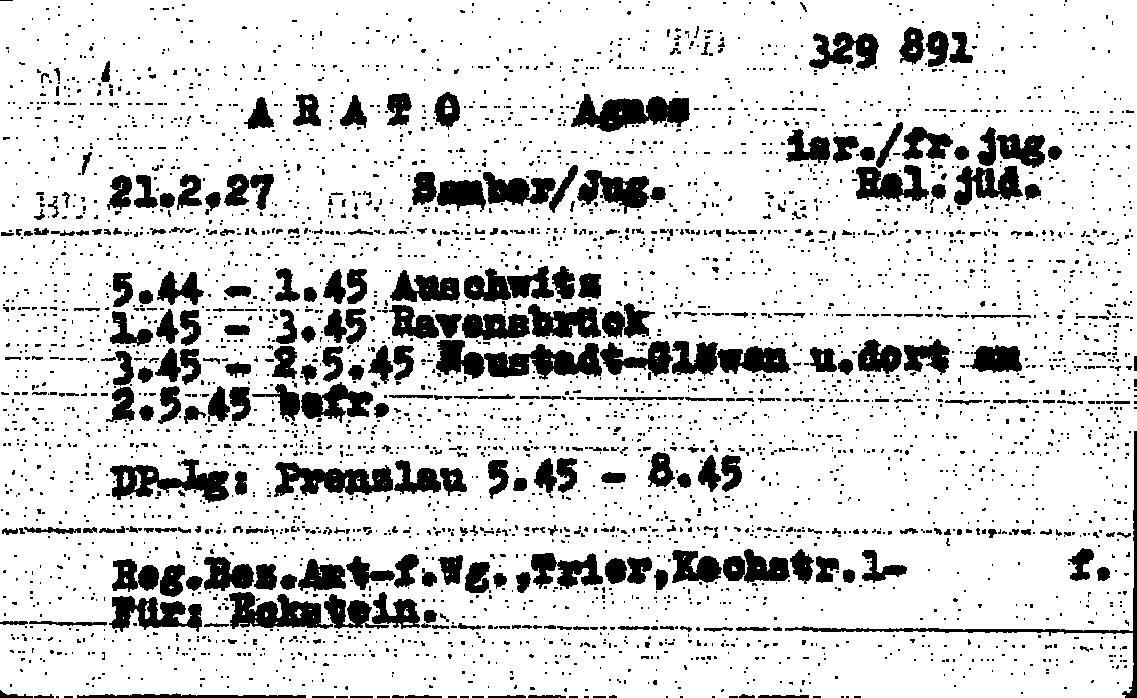 T/D 329 891
A R A T O Agnes
isr./fr.jug.
21.2.27 Samber/Jug. Rel.jüd.
5.44 - 1.45 Auschwitz
1.45 - 3.45 Ravensbrück
3.45 - 2.5.45 Neustadt-Glöwen u.dort am
2.5.45 befr.
DP-Lg: Prenzlau 5.45 - 8.45
Reg.Bez.Amt-f.Wg.,Trier,Kochstr.1- f.
Für: Eckstein.